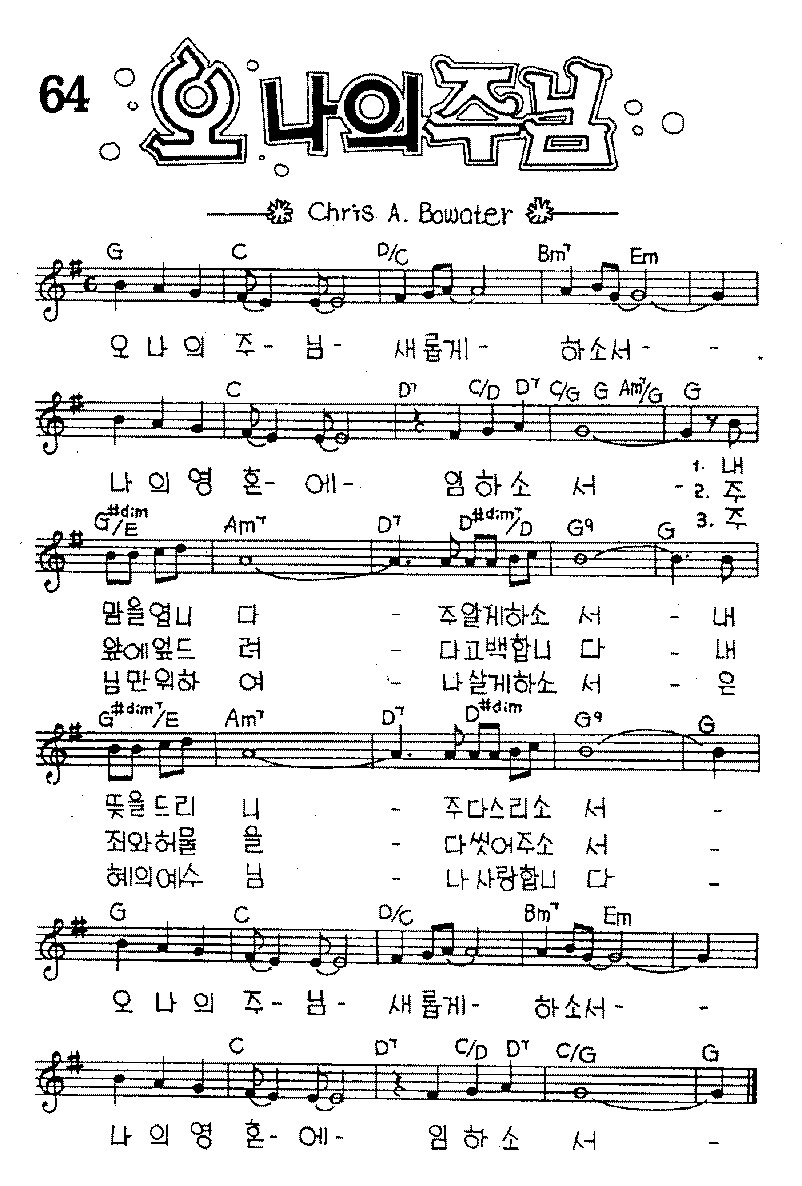 64
오 나의 주님
Chris A. Bowater
G C D/C Bm7 Em
오 나 의 주 - 님 - 새롭게 - 하소서 - -
C D7 C/D D7 C/G G Am7/G G
나 의 영 혼 - 에 - 임 하 소 서 -
1. 내
2. 주
3. 주
G#dim/E Am7 D7 D#dim7/D G9 G
맘을엽니 다 - 주알게하소 서 - 내
앞에엎드 려 - 다고백합니 다 - 내
님만위하 여 - 나살게하소 서 - 은
G#dim7/E Am7 D7 D#dim G9 G
뜻을드리 니 - 주다스리소 서 -
죄와허물 을 - 다씻어주소 서 -
혜의예수 님 - 나사랑합니 다 -
G C D/C Bm7 Em
오 나 의 주 - 님 - 새롭게 - 하소서 - -
C D7 C/D D7 C/G G
나 의 영 혼 - 에 - 임 하 소 서 -